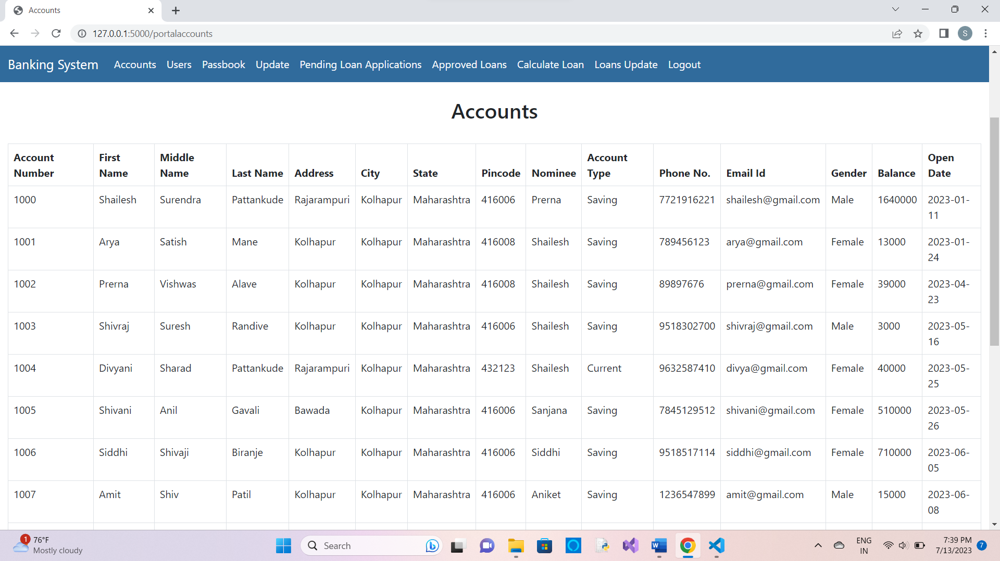 Accounts
127.0.0.1:5000/portalaccounts
S
Banking System Accounts Users Passbook Update Pending Loan Applications Approved Loans Calculate Loan Loans Update Logout
Accounts
Account Number First Name Middle Name Last Name Address City State Pincode Nominee Account Type Phone No. Email Id Gender Balance Open Date
1000 Shailesh Surendra Pattankude Rajarampuri Kolhapur Maharashtra 416006 Prerna Saving 7721916221 shailesh@gmail.com Male 1640000 2023-01-11
1001 Arya Satish Mane Kolhapur Kolhapur Maharashtra 416008 Shailesh Saving 789456123 arya@gmail.com Female 13000 2023-01-24
1002 Prerna Vishwas Alave Kolhapur Kolhapur Maharashtra 416008 Shailesh Saving 89897676 prerna@gmail.com Female 39000 2023-04-23
1003 Shivraj Suresh Randive Kolhapur Kolhapur Maharashtra 416006 Shailesh Saving 9518302700 shivraj@gmail.com Male 3000 2023-05-16
1004 Divyani Sharad Pattankude Rajarampuri Kolhapur Maharashtra 432123 Shailesh Current 9632587410 divya@gmail.com Female 40000 2023-05-25
1005 Shivani Anil Gavali Bawada Kolhapur Maharashtra 416006 Sanjana Saving 7845129512 shivani@gmail.com Female 510000 2023-05-26
1006 Siddhi Shivaji Biranje Kolhapur Kolhapur Maharashtra 416006 Siddhi Saving 9518517114 siddhi@gmail.com Female 710000 2023-06-05
1007 Amit Shiv Patil Kolhapur Kolhapur Maharashtra 416006 Aniket Saving 1236547899 amit@gmail.com Male 15000 2023-06-08
1 76°F
Mostly cloudy
Search
W
ENG
IN
7:39 PM
7/13/2023
7